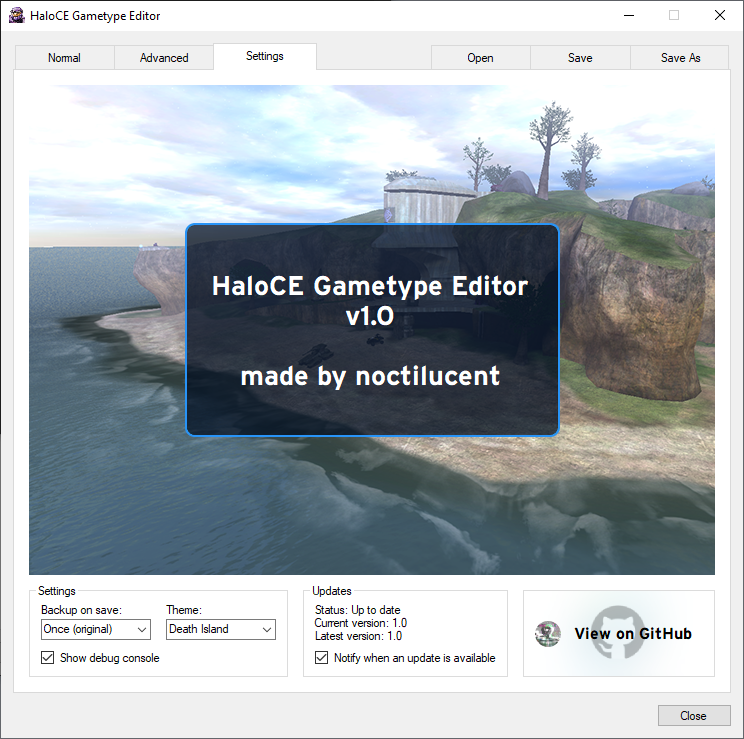 HaloCE Gametype Editor
Normal
Advanced
Settings
Open
Save
Save As
HaloCE Gametype Editor
v1.0
made by noctilucent
Settings
Backup on save:
Theme:
Once (original)
Death Island
Show debug console
Updates
Status: Up to date
Current version: 1.0
Latest version: 1.0
Notify when an update is available
View on GitHub
Close